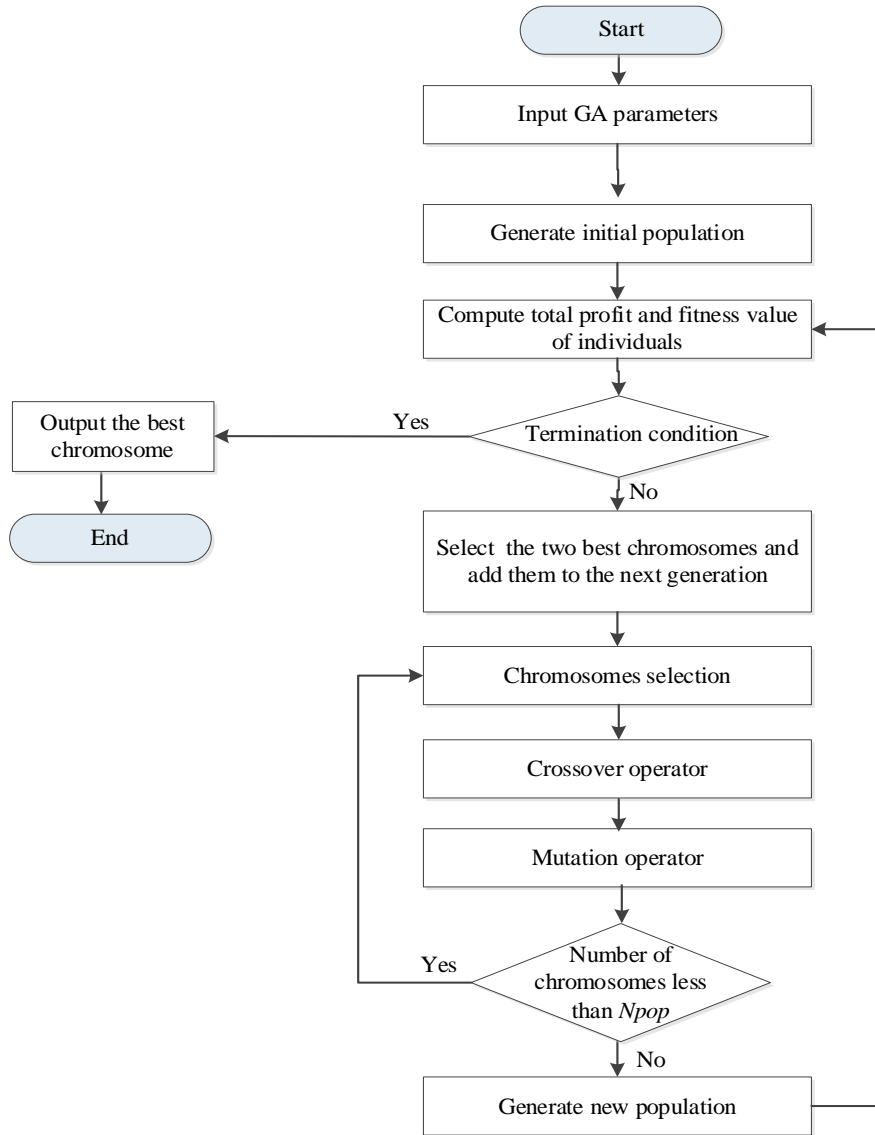 Start
Input GA parameters
Generate initial population
Compute total profit and fitness value
of individuals
Termination condition
Yes
Output the best
chromosome
End
No
Select the two best chromosomes and
add them to the next generation
Chromosomes selection
Crossover operator
Mutation operator
Number of
chromosomes less
than Npop
Yes
No
Generate new population